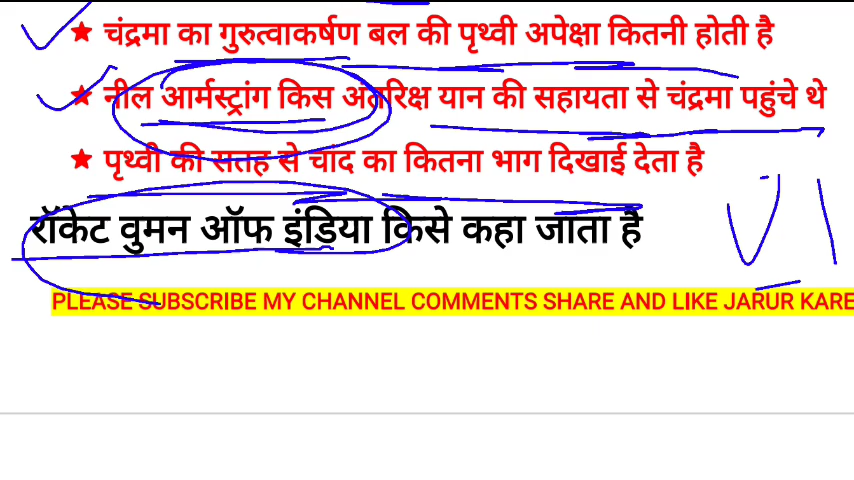 ★ चंद्रमा का गुरुत्वाकर्षण बल की पृथ्वी अपेक्षा कितनी होती है
★ नील आर्मस्ट्रांग किस अंतरिक्ष यान की सहायता से चंद्रमा पहुंचे थे
★ पृथ्वी की सतह से चाद का कितना भाग दिखाई देता है
रॉकेट वुमन ऑफ इंडिया किसे कहा जाता है
PLEASE SUBSCRIBE MY CHANNEL COMMENTS SHARE AND LIKE JARUR KARE